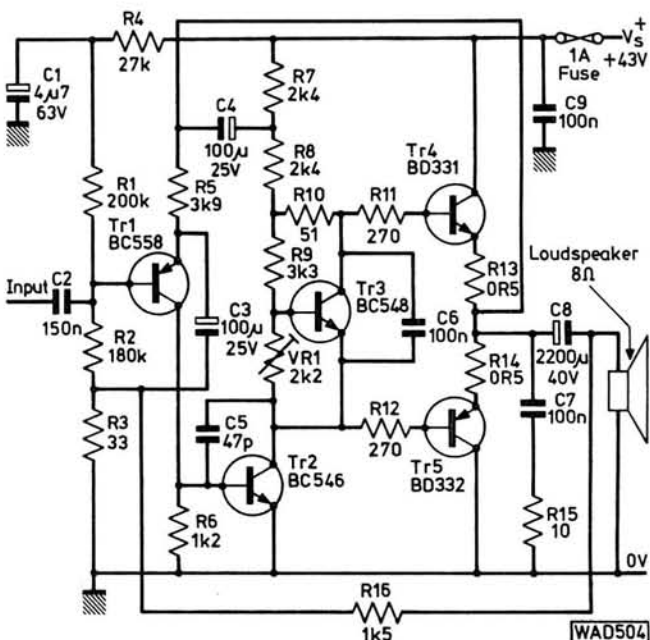 R4
27k
C1
4µ7
63V
R7
2k4
1A
Fuse
Vs +
+43V
C9
100n
C4
100µ
25V
R1
200k
R5
3k9
R8
2k4
Tr4
BD331
R10
51
R11
270
Tr1
BC558
R9
3k3
Tr3
BC548
R13
0R5
Loudspeaker
8Ω
Input
C2
150n
C3
100µ
25V
C6
100n
C8
2200µ
40V
R2
180k
VR1
2k2
R14
0R5
C7
100n
R3
33
C5
47p
R12
270
Tr2
BC546
Tr5
BD332
R6
1k2
R15
10
0V
R16
1k5
WAD504